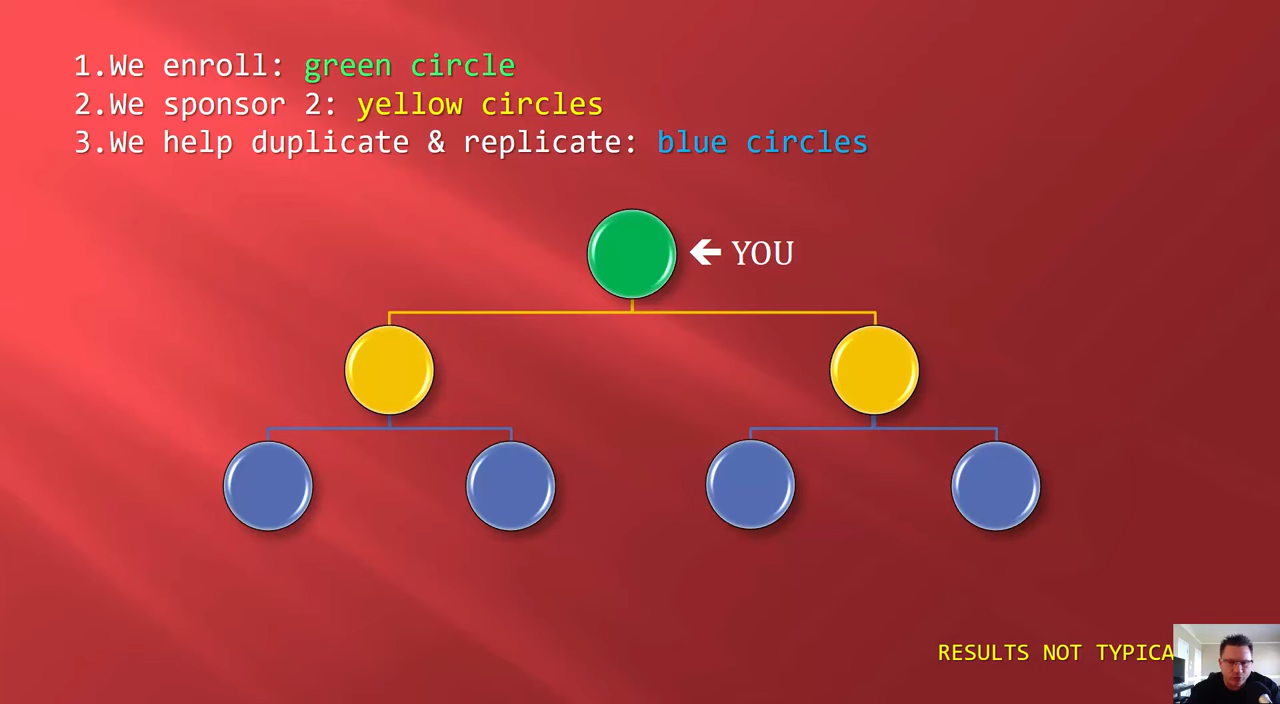 1.We enroll: green circle
2.We sponsor 2: yellow circles
3.We help duplicate & replicate: blue circles
YOU
RESULTS NOT